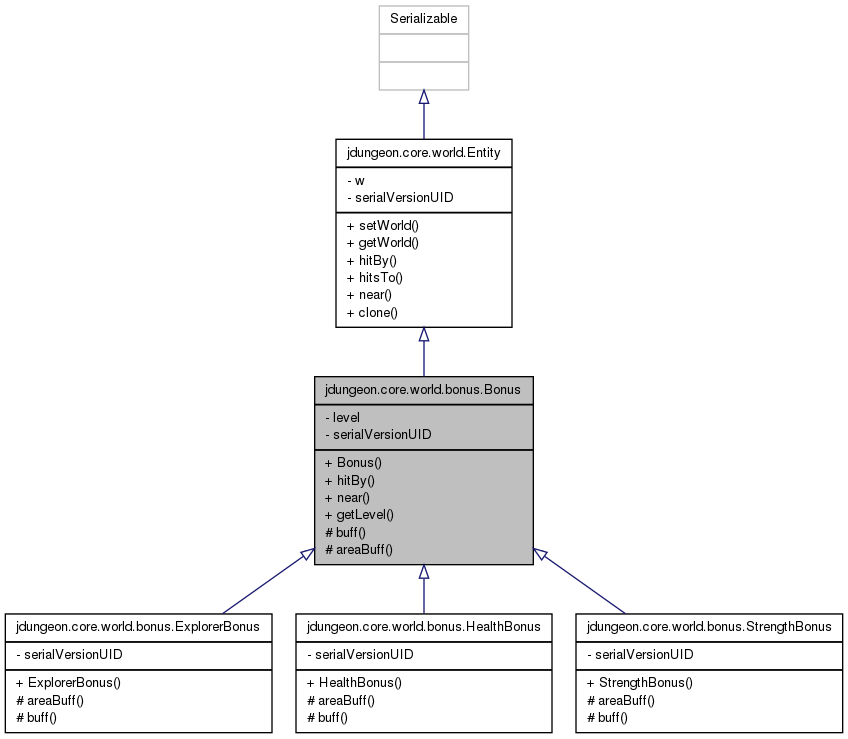 Serializable
jdungeon.core.world.Entity
- w
- serialVersionUID
+ setWorld()
+ getWorld()
+ hitBy()
+ hitsTo()
+ near()
+ clone()
jdungeon.core.world.bonus.Bonus
- level
- serialVersionUID
+ Bonus()
+ hitBy()
+ near()
+ getLevel()
# buff()
# areaBuff()
jdungeon.core.world.bonus.ExplorerBonus
- serialVersionUID
+ ExplorerBonus()
# areaBuff()
# buff()
jdungeon.core.world.bonus.HealthBonus
- serialVersionUID
+ HealthBonus()
# areaBuff()
# buff()
jdungeon.core.world.bonus.StrengthBonus
- serialVersionUID
+ StrengthBonus()
# areaBuff()
# buff()